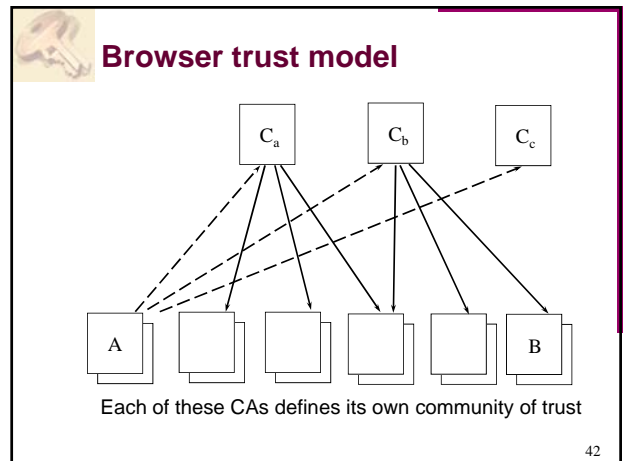 Browser trust model
Ca Cb Cc
A B
Each of these CAs defines its own community of trust
42